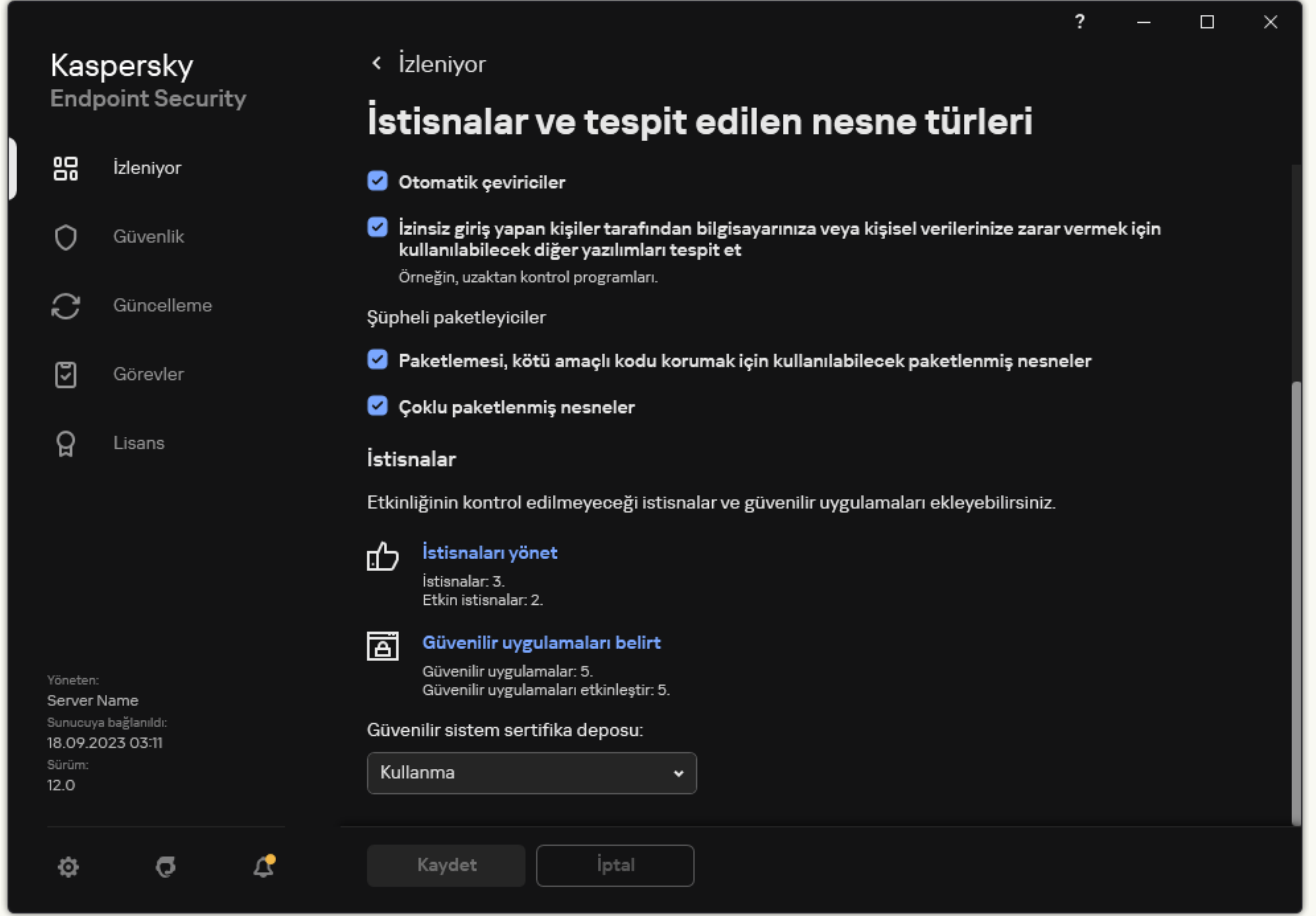 ?
Kaspersky
Endpoint Security
İzleniyor
Güvenlik
Güncelleme
Görevler
Lisans
Yöneten:
Server Name
Sunucuya bağlanıldı:
18.09.2023 03:11
Sürüm:
12.0
İzleniyor
İstisnalar ve tespit edilen nesne türleri
Otomatik çeviriciler
İzinsiz giriş yapan kişiler tarafından bilgisayarınıza veya kişisel verilerinize zarar vermek için
kullanılabilecek diğer yazılımları tespit et
Örneğin, uzaktan kontrol programları.
Şüpheli paketleyiciler
Paketlemesi, kötü amaçlı kodu korumak için kullanılabilecek paketlenmiş nesneler
Çoklu paketlenmiş nesneler
İstisnalar
Etkinliğinin kontrol edilmeyeceği istisnalar ve güvenilir uygulamaları ekleyebilirsiniz.
İstisnaları yönet
İstisnalar: 3.
Etkin istisnalar: 2.
Güvenilir uygulamaları belirt
Güvenilir uygulamalar: 5.
Güvenilir uygulamaları etkinleştir: 5.
Güvenilir sistem sertifika deposu:
Kullanma
Kaydet
İptal